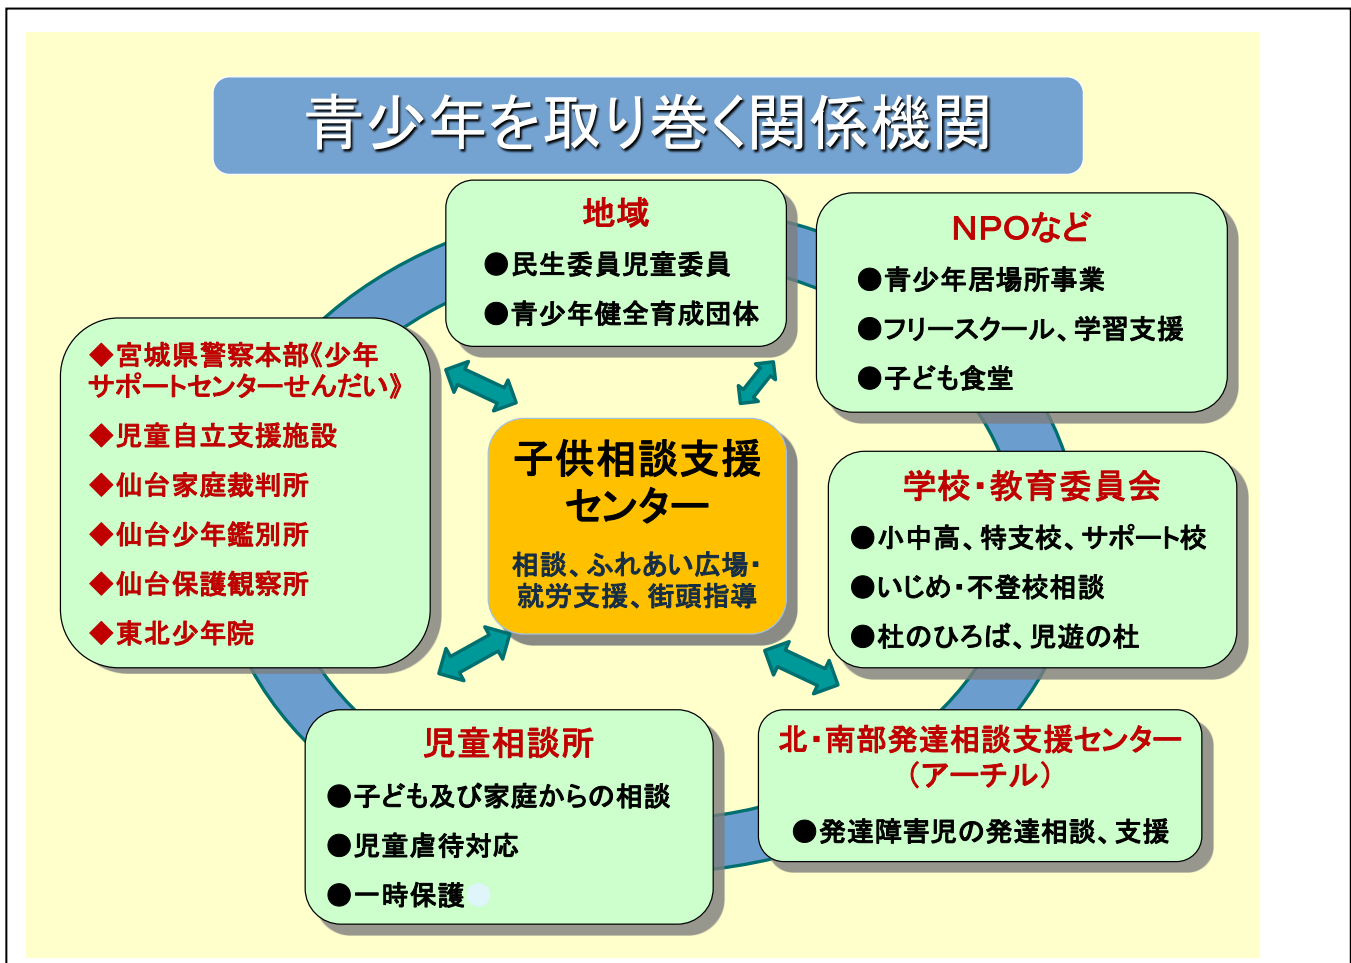 青少年を取り巻く関係機関
地域
●民生委員児童委員
●青少年健全育成団体
NPOなど
●青少年居場所事業
●フリースクール、学習支援
●子ども食堂
◆宮城県警察本部《少年
サポートセンターせんだい》
◆児童自立支援施設
◆仙台家庭裁判所
◆仙台少年鑑別所
◆仙台保護観察所
◆東北少年院
子供相談支援
センター
相談、ふれあい広場・
就労支援、街頭指導
学校・教育委員会
●小中高、特支校、サポート校
●いじめ・不登校相談
●杜のひろば、児遊の杜
児童相談所
●子ども及び家庭からの相談
●児童虐待対応
●一時保護
北・南部発達相談支援センター
（アーチル）
●発達障害児の発達相談、支援